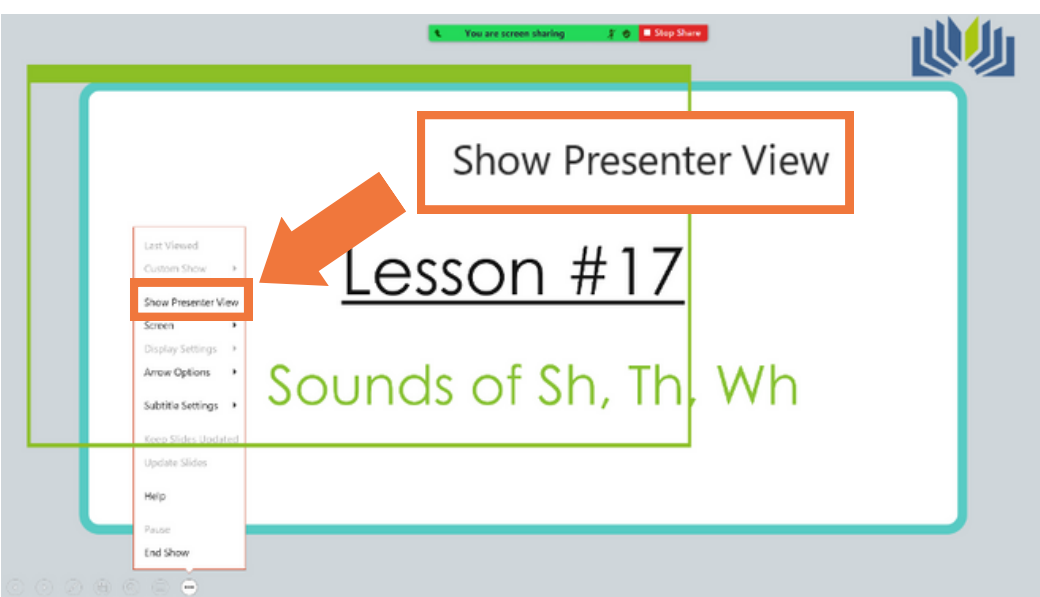 You are screen sharing
Stop Share
Show Presenter View
Lesson #17
Sounds of Sh, Th, Wh
Last Viewed
Custom Show
Show Presenter View
Screen
Display Settings
Arrow Options
Subtitle Settings
Keep Slides Updated
Update Slides
Help
Pause
End Show